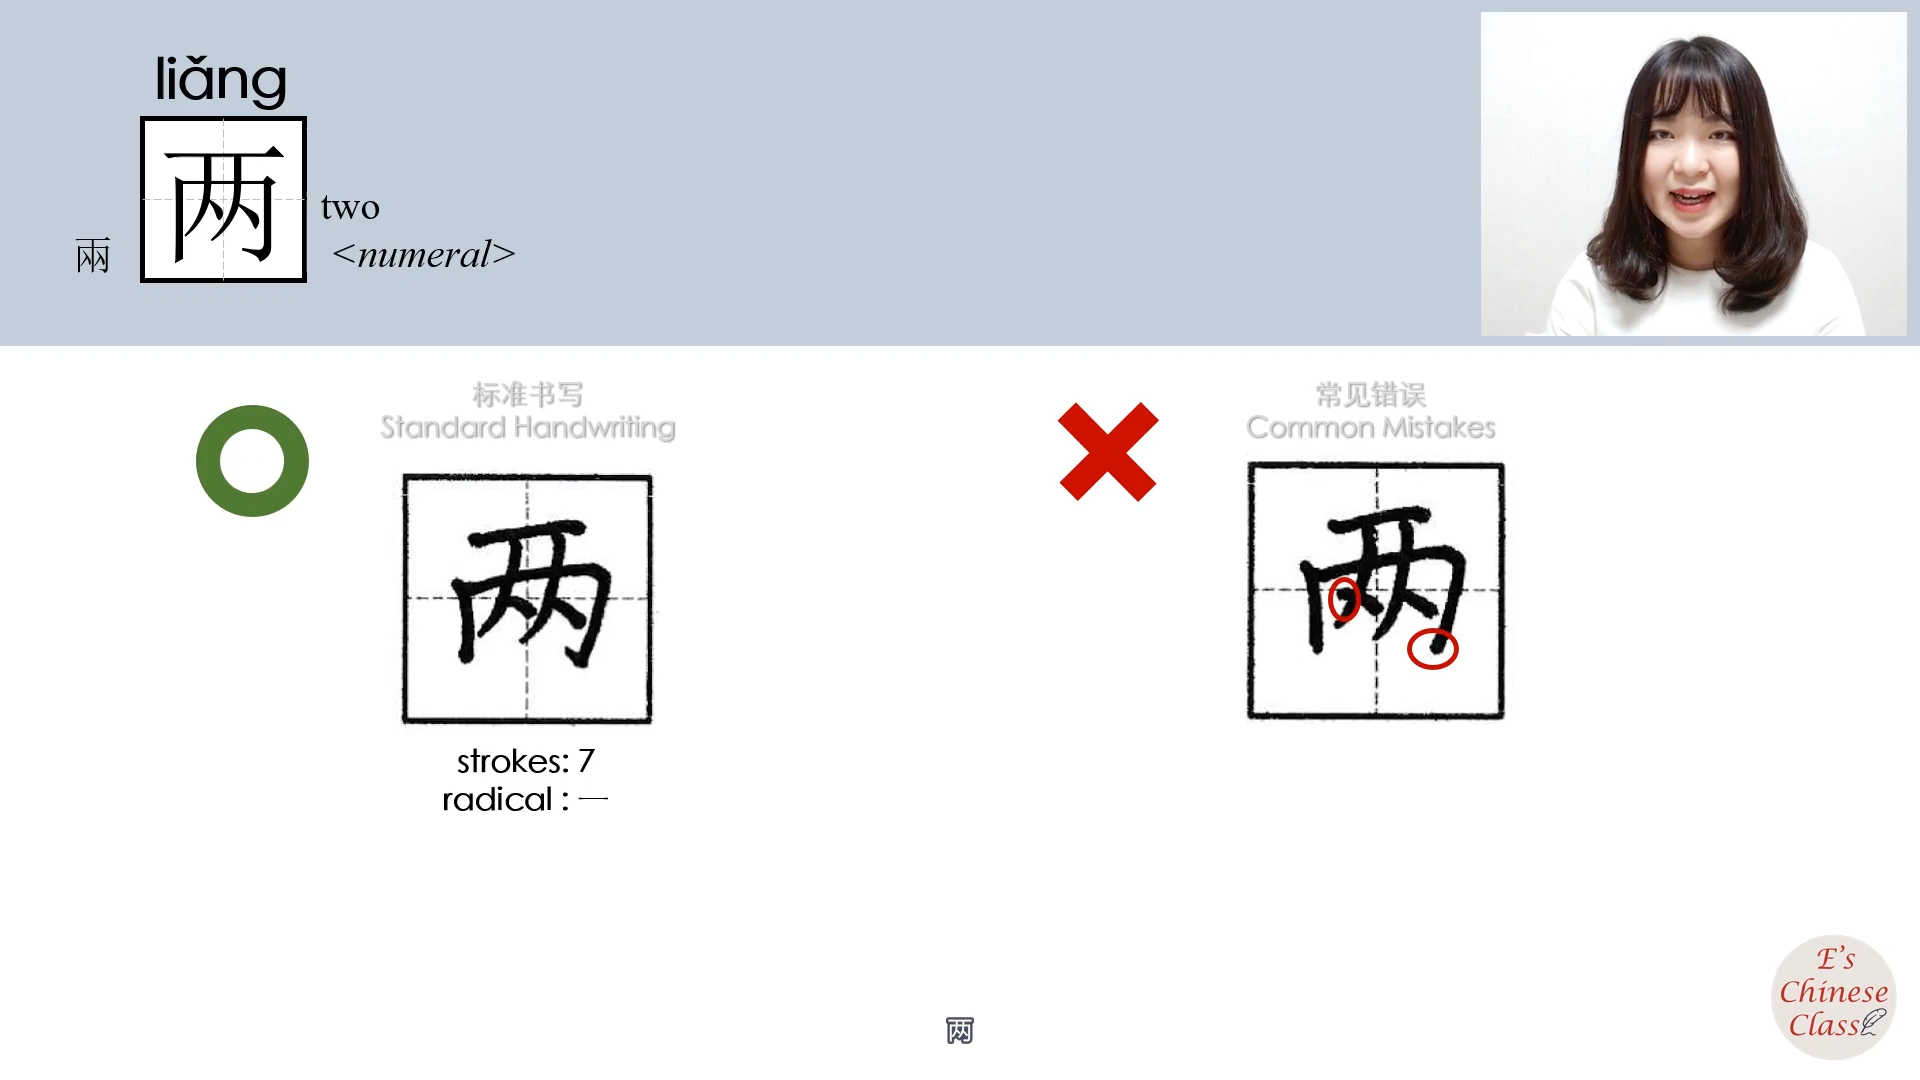 liǎng
两
兩
two
<numeral>
标准书写
Standard Handwriting
两
strokes: 7
radical : 一
常见错误
Common Mistakes
两
两
E's
Chinese
Class